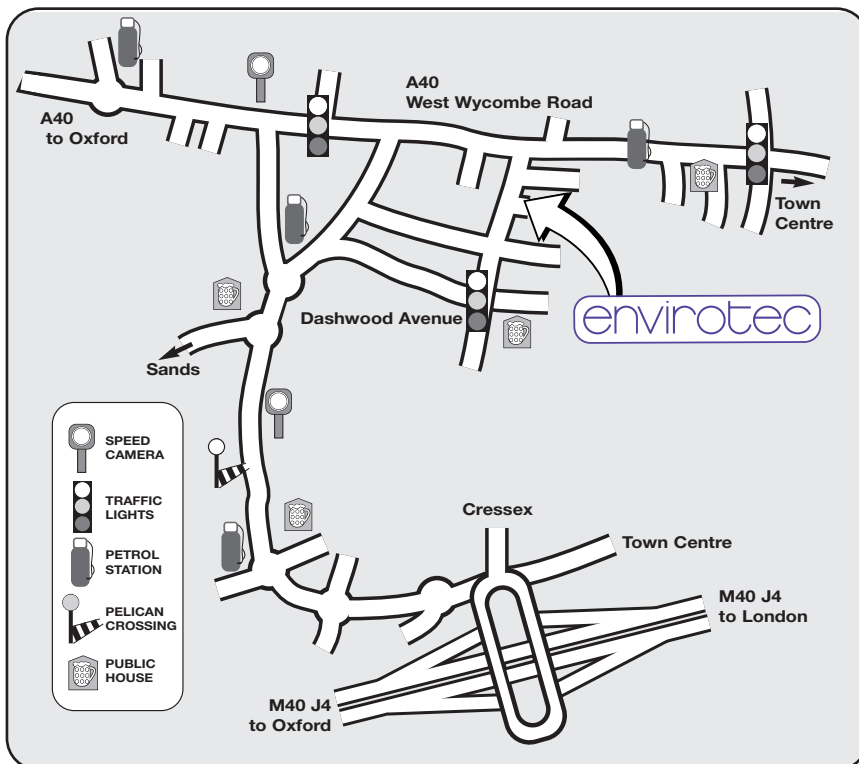 A40
West Wycombe Road
A40
to Oxford
Town
Centre
envirotec
Dashwood Avenue
Sands
SPEED
CAMERA
TRAFFIC
LIGHTS
PETROL
STATION
PELICAN
CROSSING
PUBLIC
HOUSE
Cressex
Town Centre
M40 J4
to London
M40 J4
to Oxford